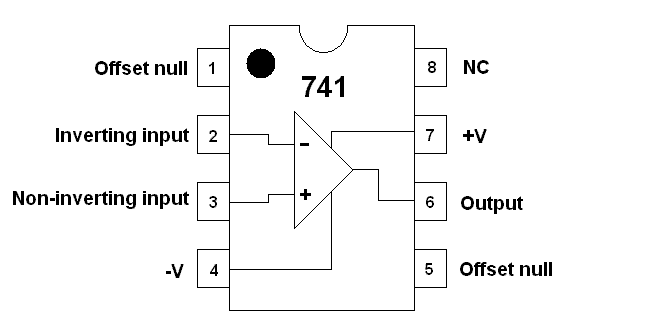 Offset null 1 8 NC
741
Inverting input 2 - 7 +V
Non-inverting input 3 + 6 Output
-V 4 5 Offset null